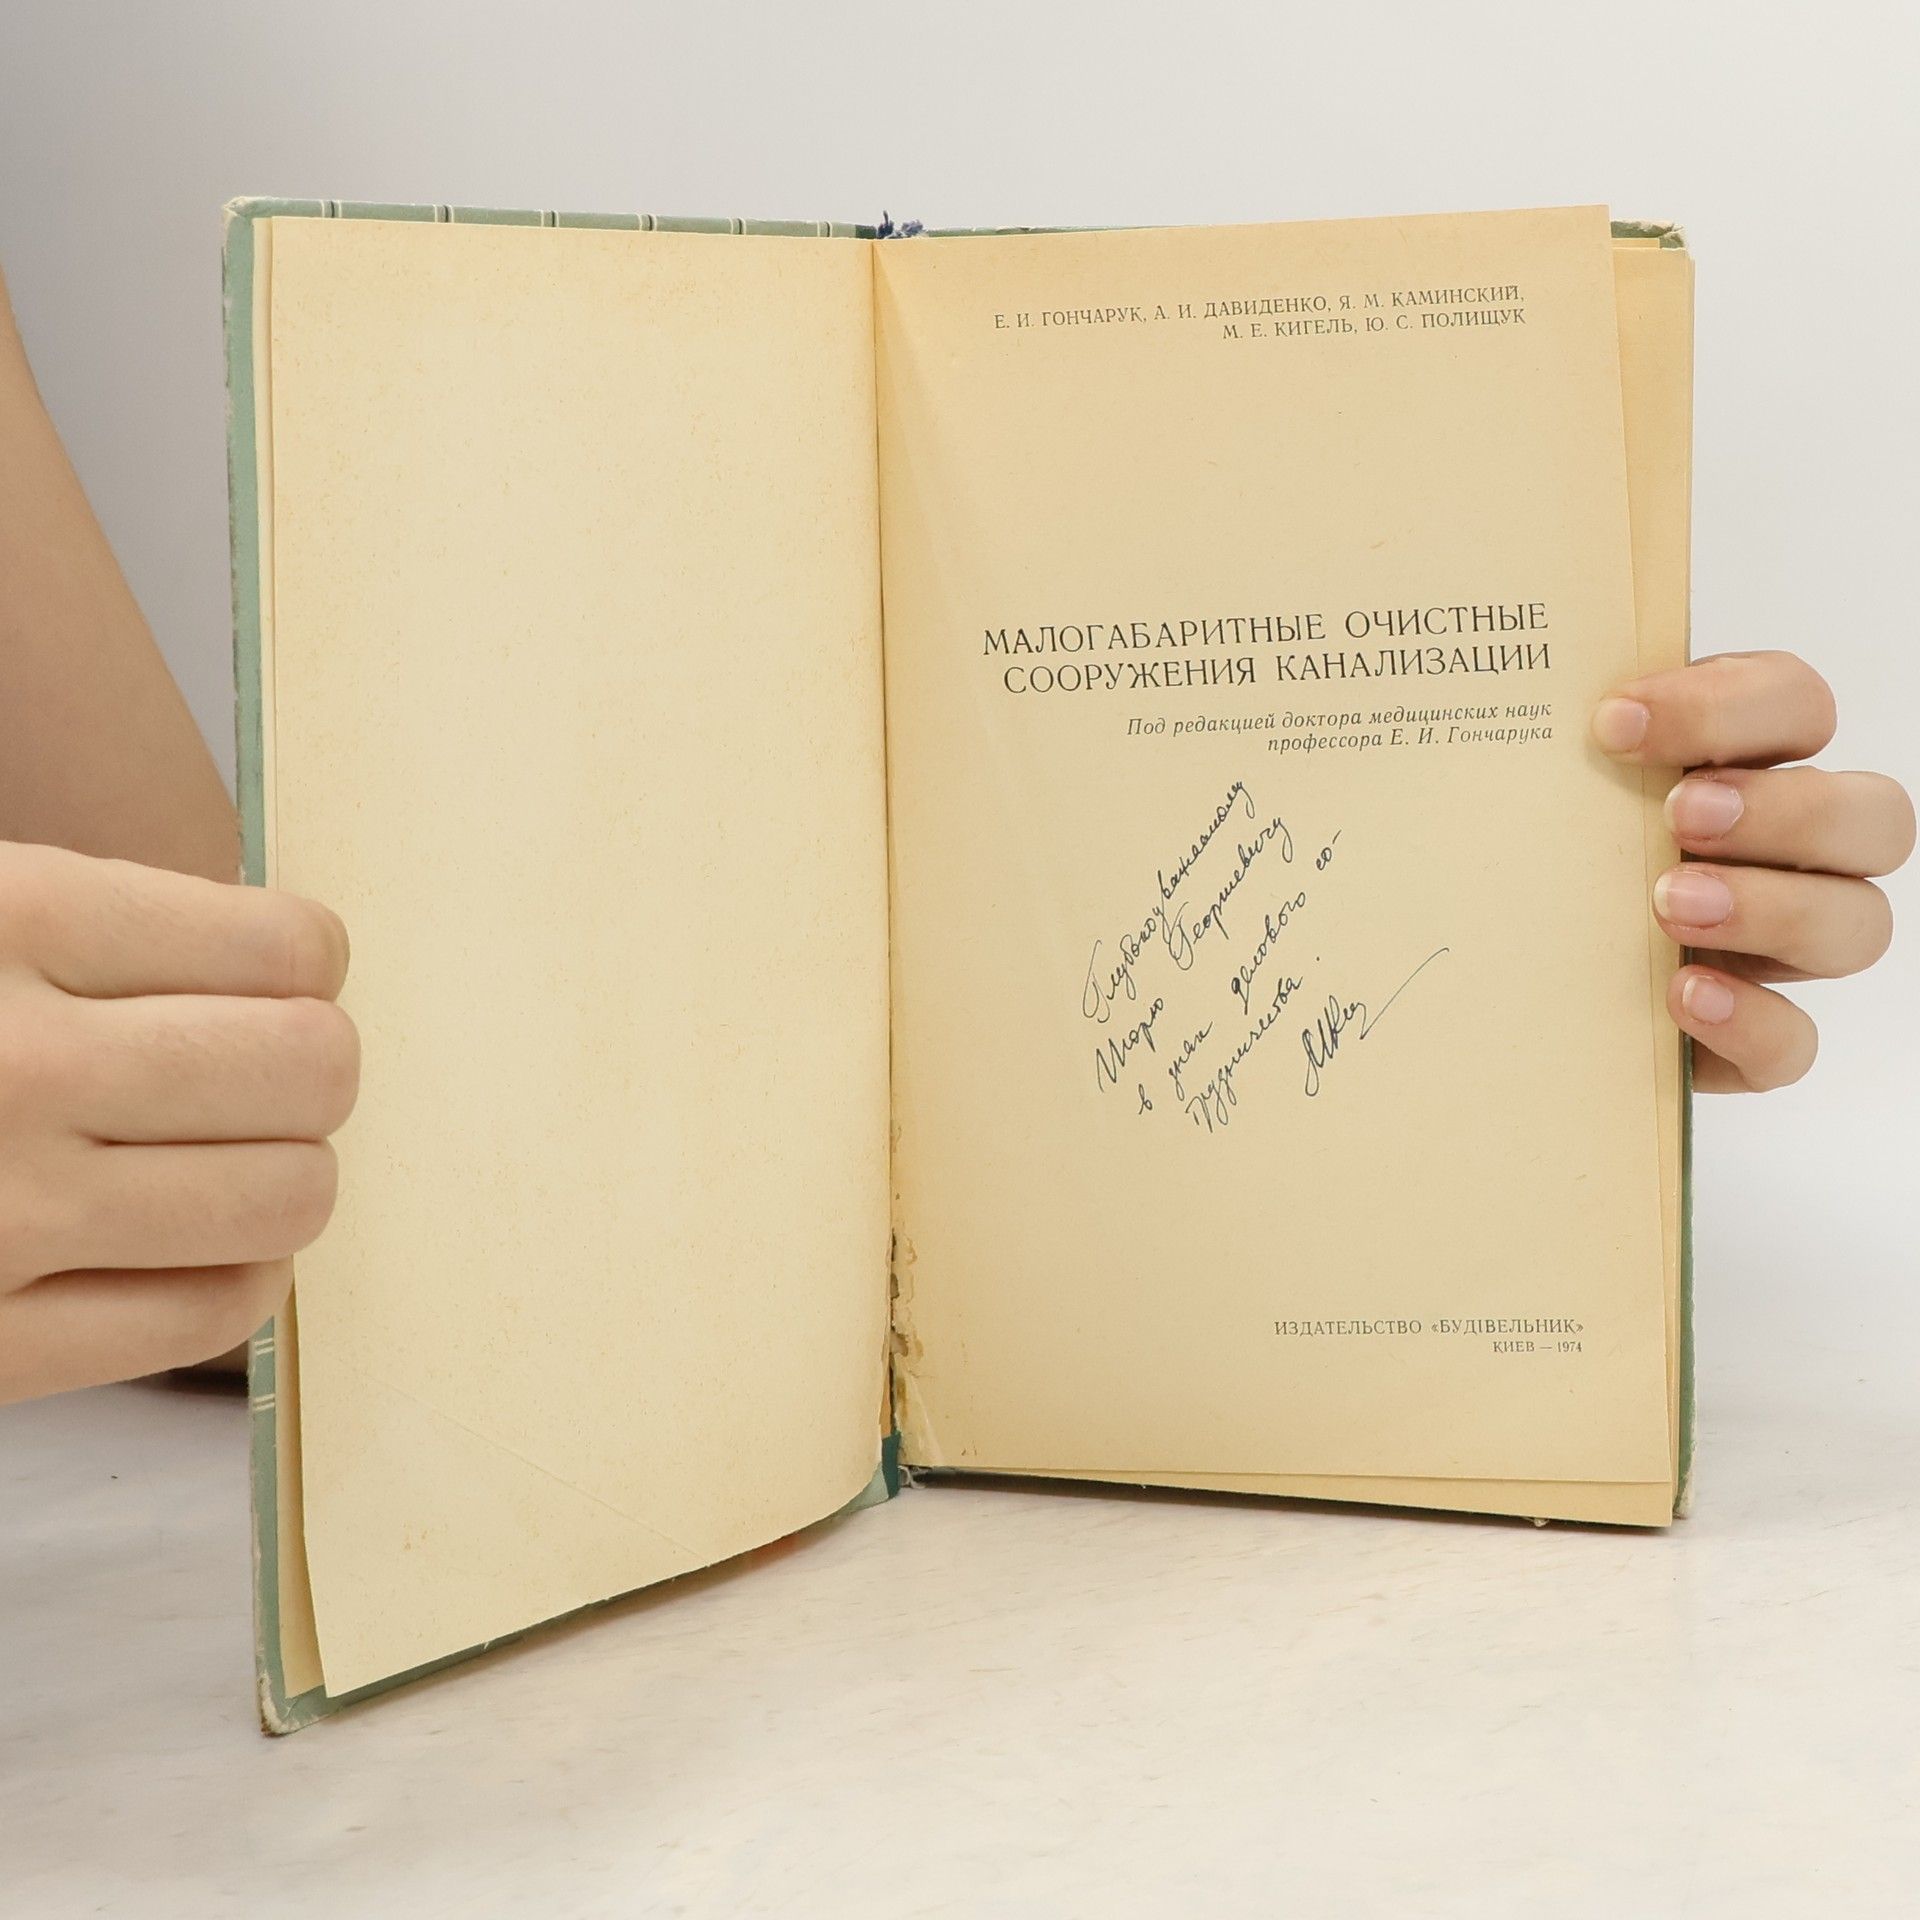 Е. И. ГОНЧАРУК, А. И. ДАВИДЕНКО, Я. М. КАМИНСКИЙ,
М. Е. КИГЕЛЬ, Ю. С. ПОЛИЩУК
МАЛОГАБАРИТНЫЕ ОЧИСТНЫЕ
СООРУЖЕНИЯ КАНАЛИЗАЦИИ
Под редакцией доктора медицинских наук
профессора Е. И. Гончарука
Глубокоуважаемому
Георгиевичу
в знак делового со-
трудничества.
ИЗДАТЕЛЬСТВО «БУДІВЕЛЬНИК»
КИЕВ — 1974